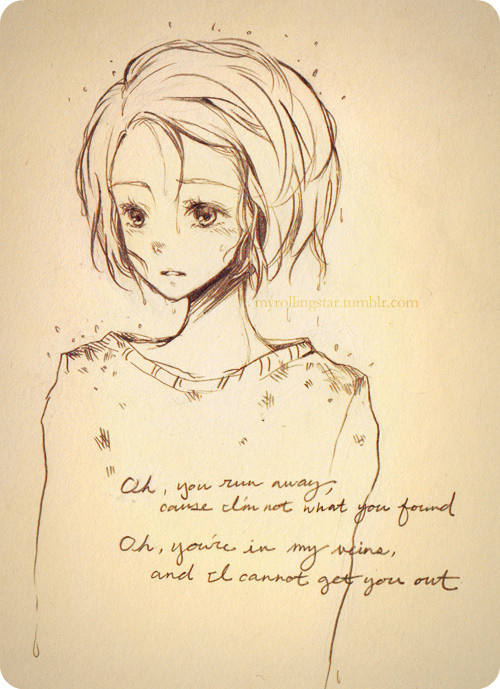 myrollingstar.tumblr.com
Oh, you run away,
cause I'm not what you found
Oh, you're in my veins,
and I cannot get you out